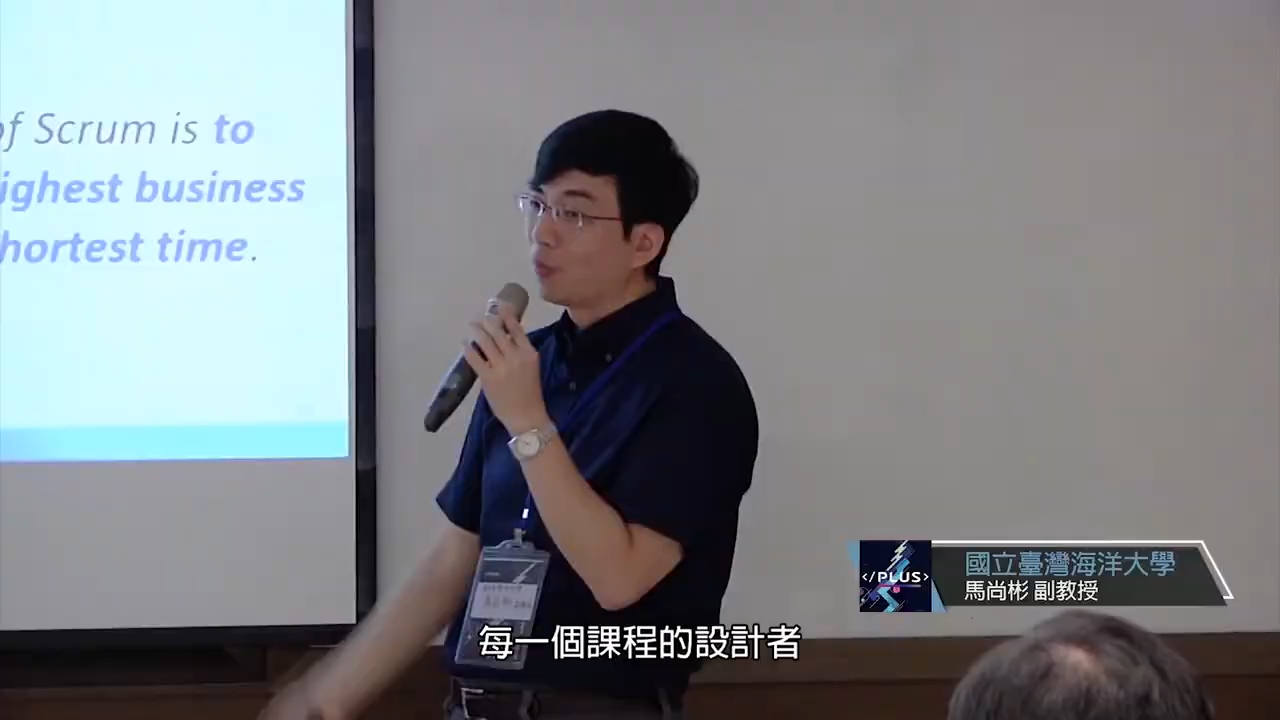 of Scrum is to
ighest business
hortest time.
</PLUS>
國立臺灣海洋大學
馬尚彬 副教授
每一個課程的設計者